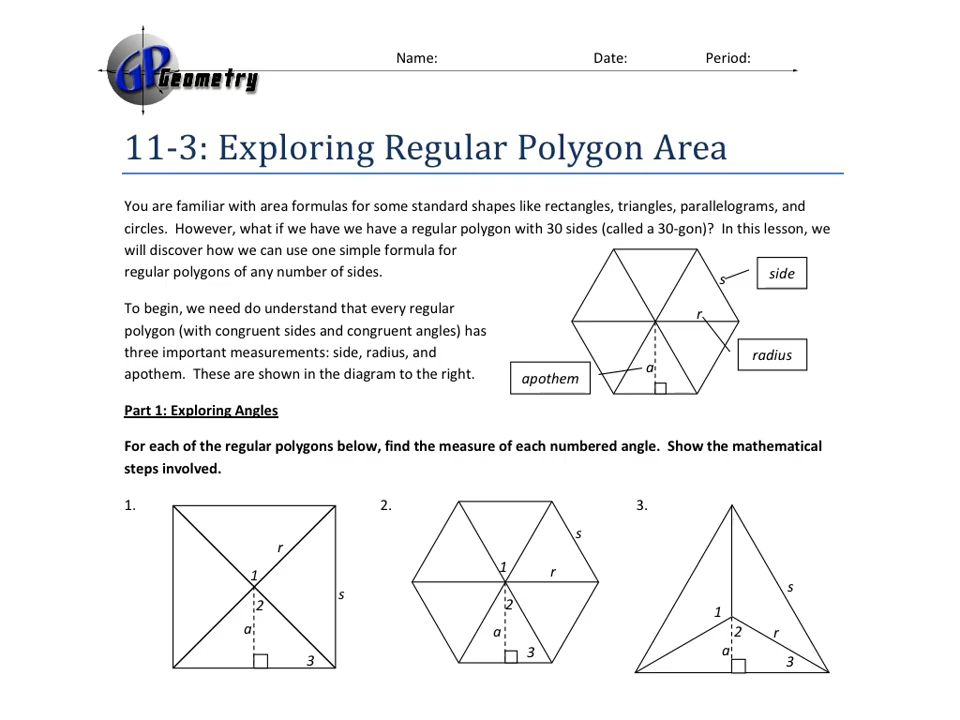 GP Geometry
Name: Date: Period:
11-3: Exploring Regular Polygon Area
You are familiar with area formulas for some standard shapes like rectangles, triangles, parallelograms, and
circles. However, what if we have we have a regular polygon with 30 sides (called a 30-gon)? In this lesson, we
will discover how we can use one simple formula for
regular polygons of any number of sides.
s
side
To begin, we need do understand that every regular
polygon (with congruent sides and congruent angles) has
three important measurements: side, radius, and
apothem. These are shown in the diagram to the right.
r
radius
a
apothem
Part 1: Exploring Angles
For each of the regular polygons below, find the measure of each numbered angle. Show the mathematical
steps involved.
1.
r
1
s
2
a
3
2.
s
1
r
2
a
3
3.
s
1
2
r
a
3